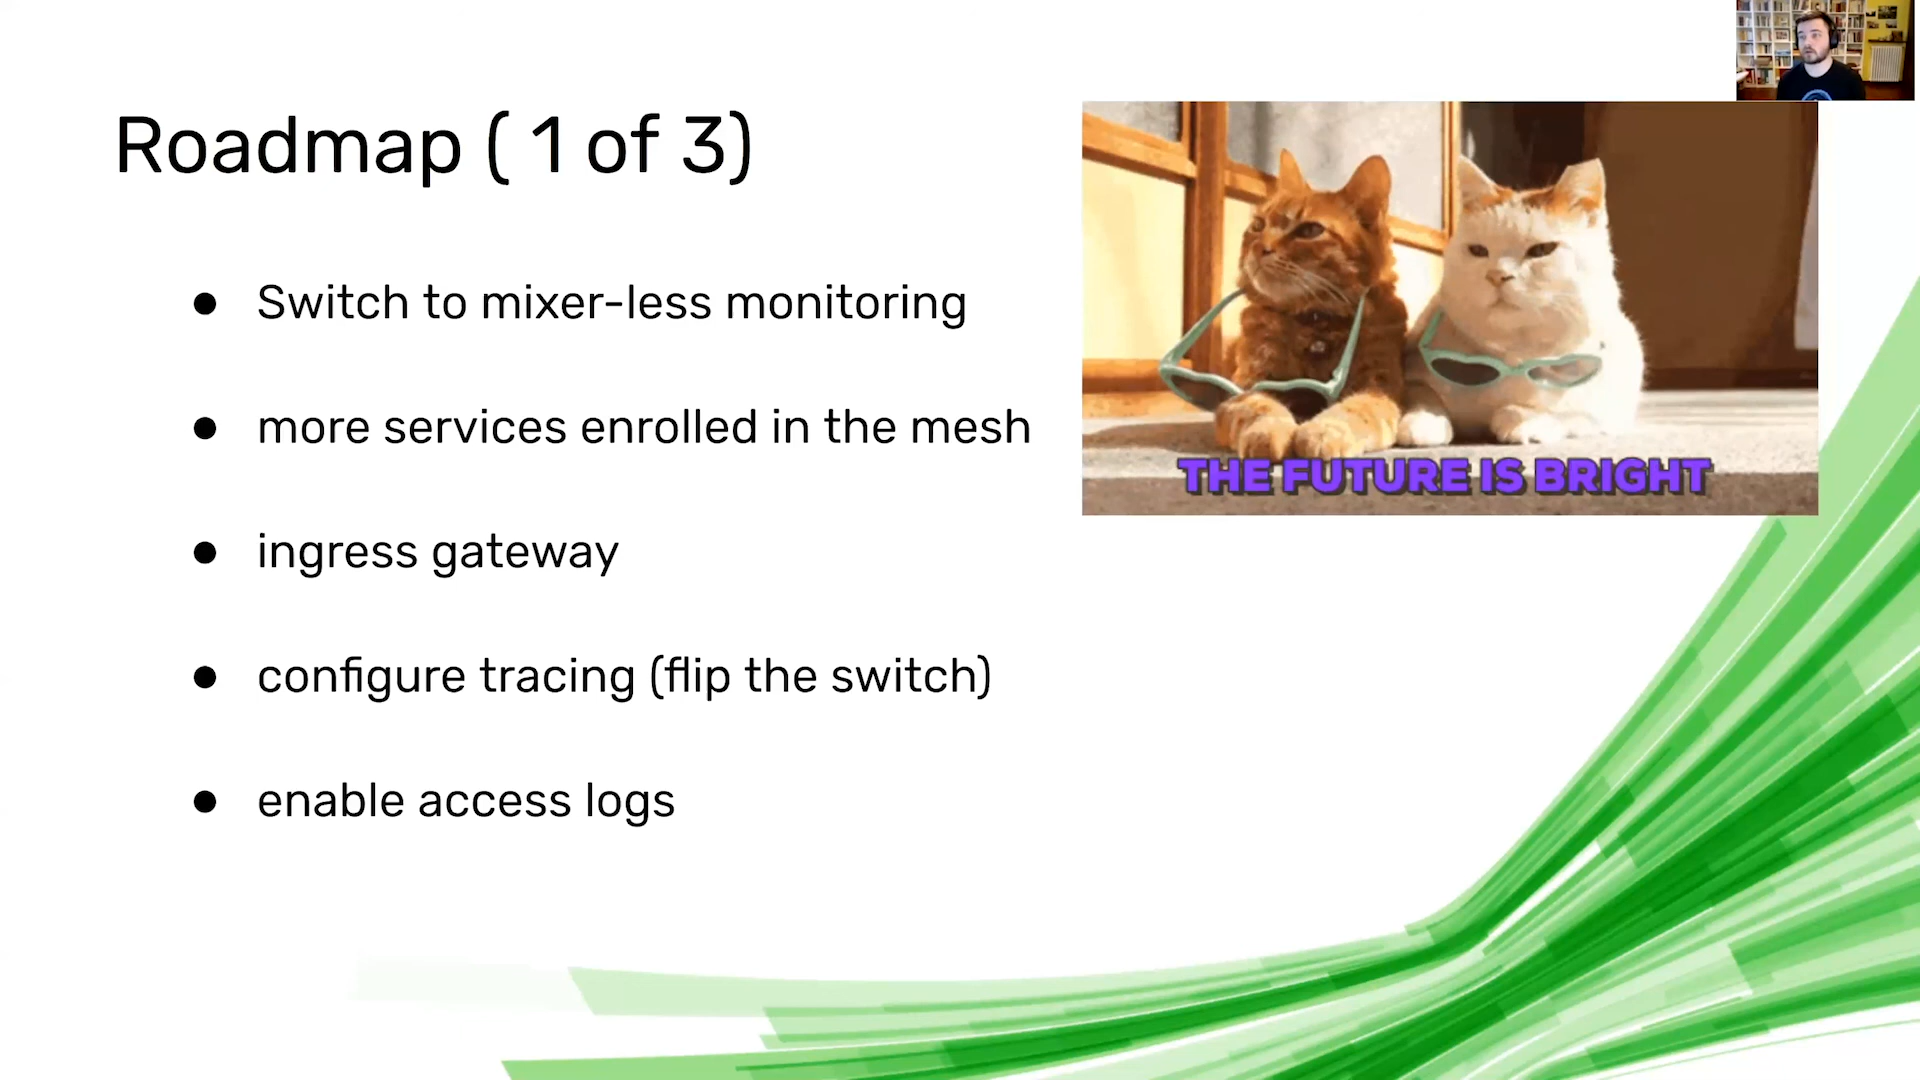 Roadmap ( 1 of 3)
● Switch to mixer-less monitoring
● more services enrolled in the mesh
● ingress gateway
● configure tracing (flip the switch)
● enable access logs
THE FUTURE IS BRIGHT